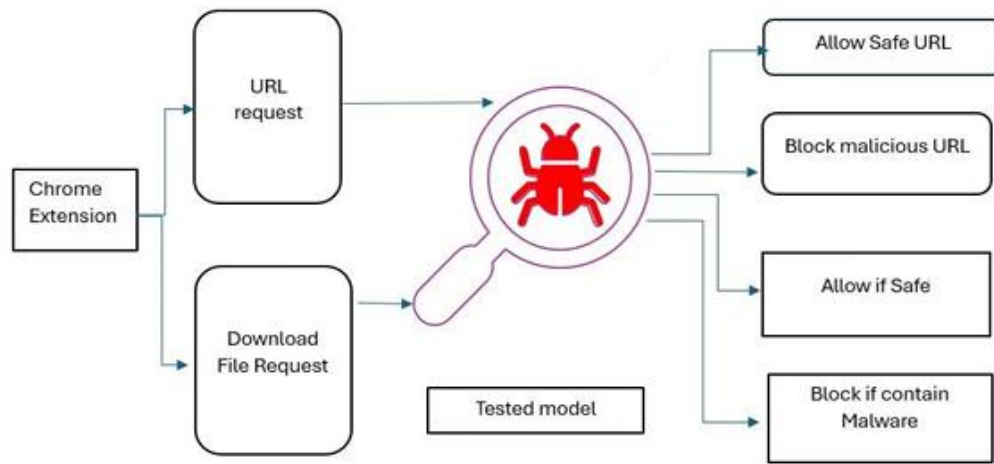 Chrome
Extension
URL
request
Download
File Request
Tested model
Allow Safe URL
Block malicious URL
Allow if Safe
Block if contain
Malware